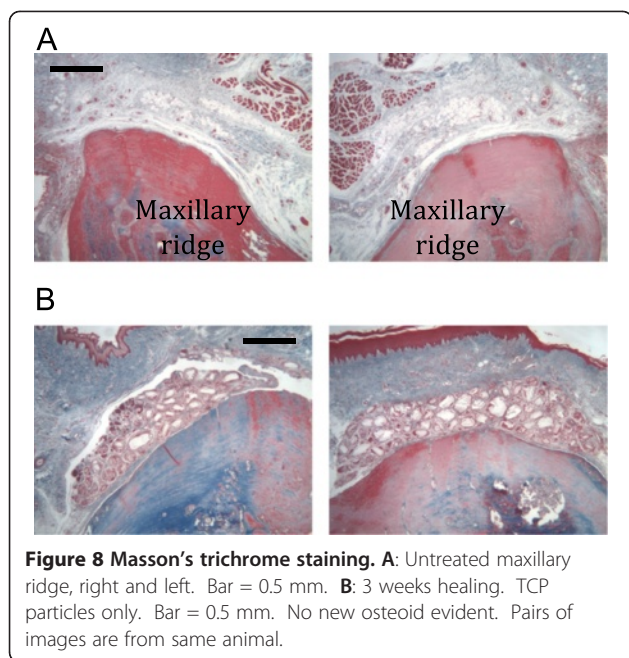 A
Maxillary
ridge
Maxillary
ridge
B
Figure 8 Masson's trichrome staining. A: Untreated maxillary
ridge, right and left. Bar = 0.5 mm. B: 3 weeks healing. TCP
particles only. Bar = 0.5 mm. No new osteoid evident. Pairs of
images are from same animal.